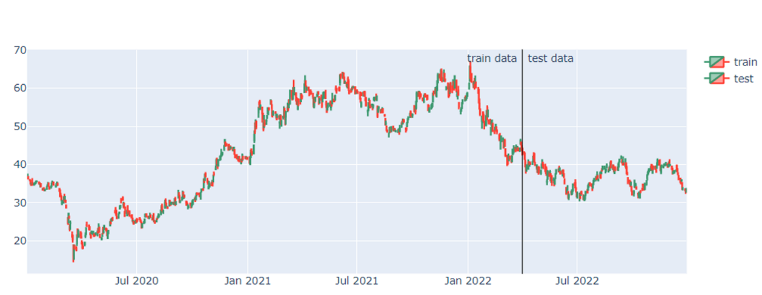 70
train data
test data
train
60
test
50
40
30
20
Jul 2020
Jan 2021
Jul 2021
Jan 2022
Jul 2022